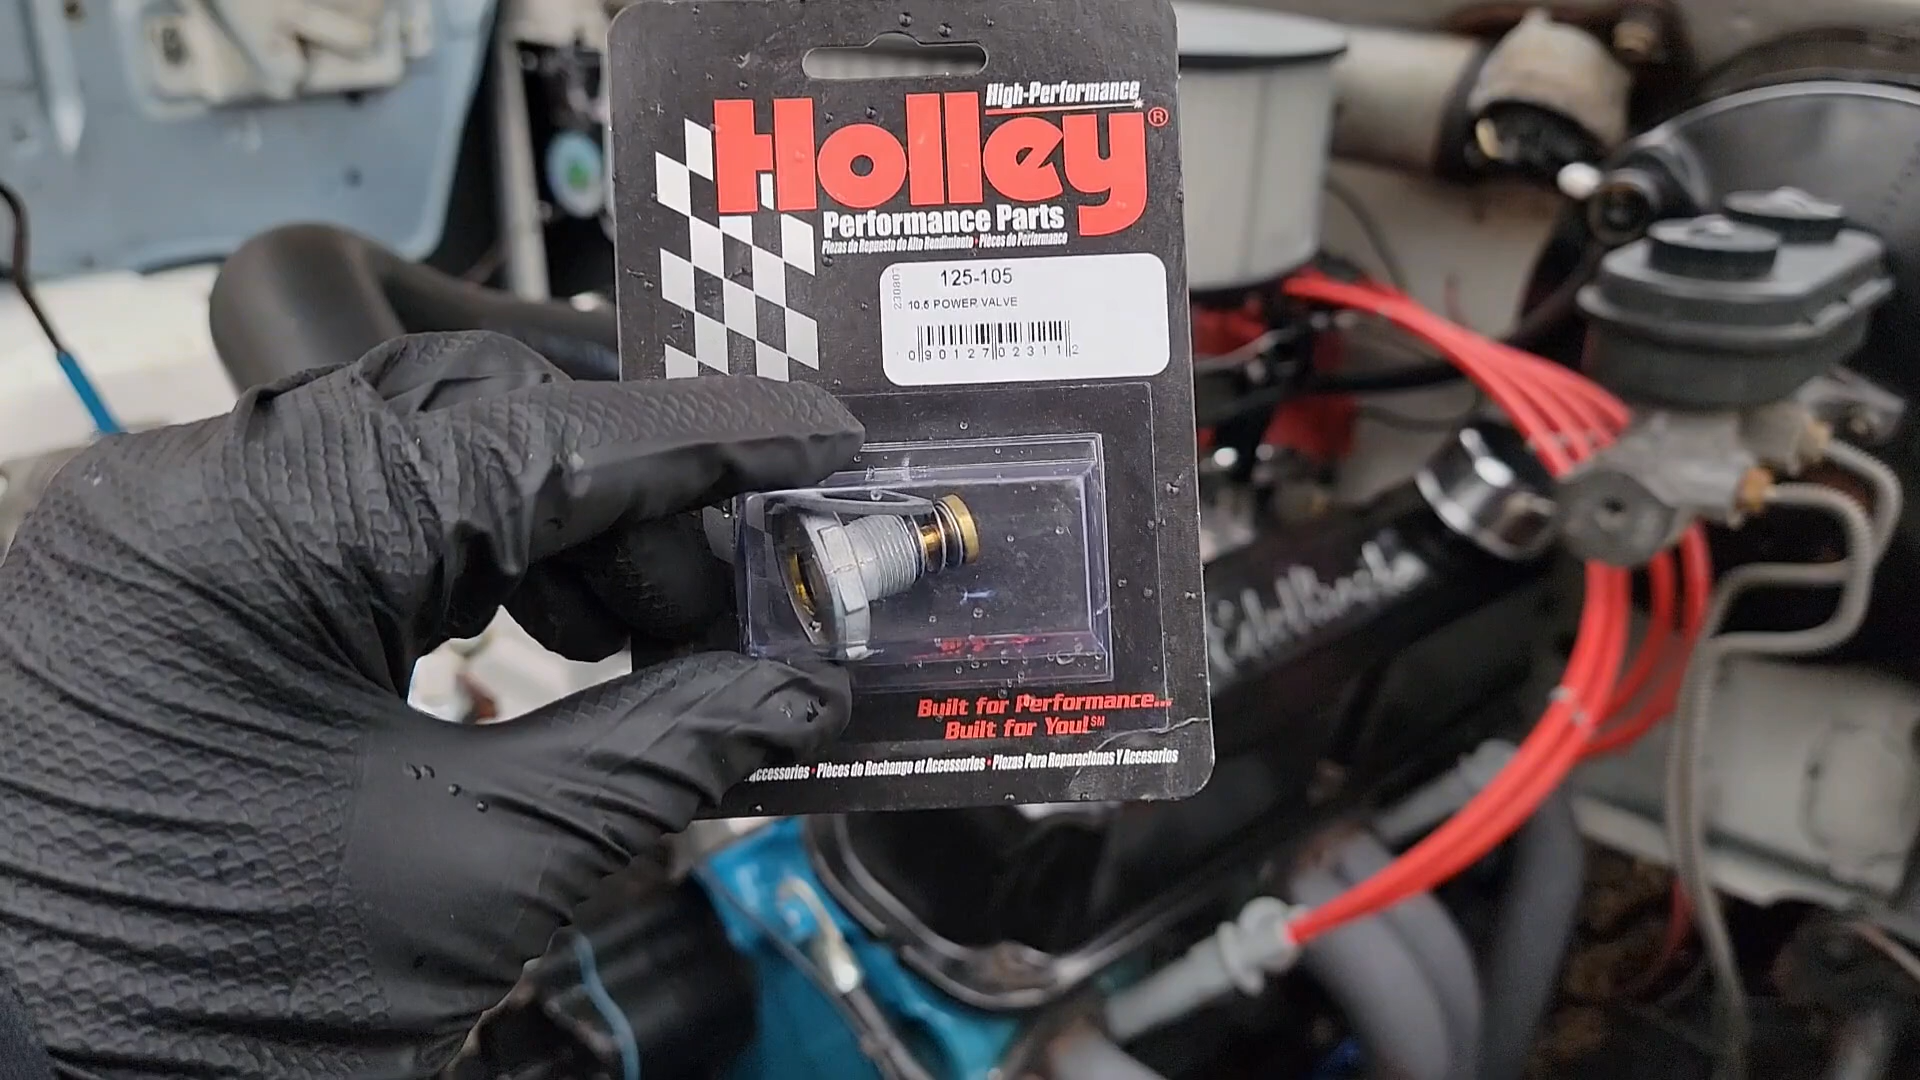 High-Performance
Holley®
Performance Parts
Piezas de Repuesto de Alto Rendimiento • Pièces de Performance
125-105
230807
10.5 POWER VALVE
0 90127 02311 2
Edelbrock
Built for Performance...
Built for You!℠
Accessories • Pièces de Rechange et Accessories • Piezas Para Reparaciones Y Accesorios